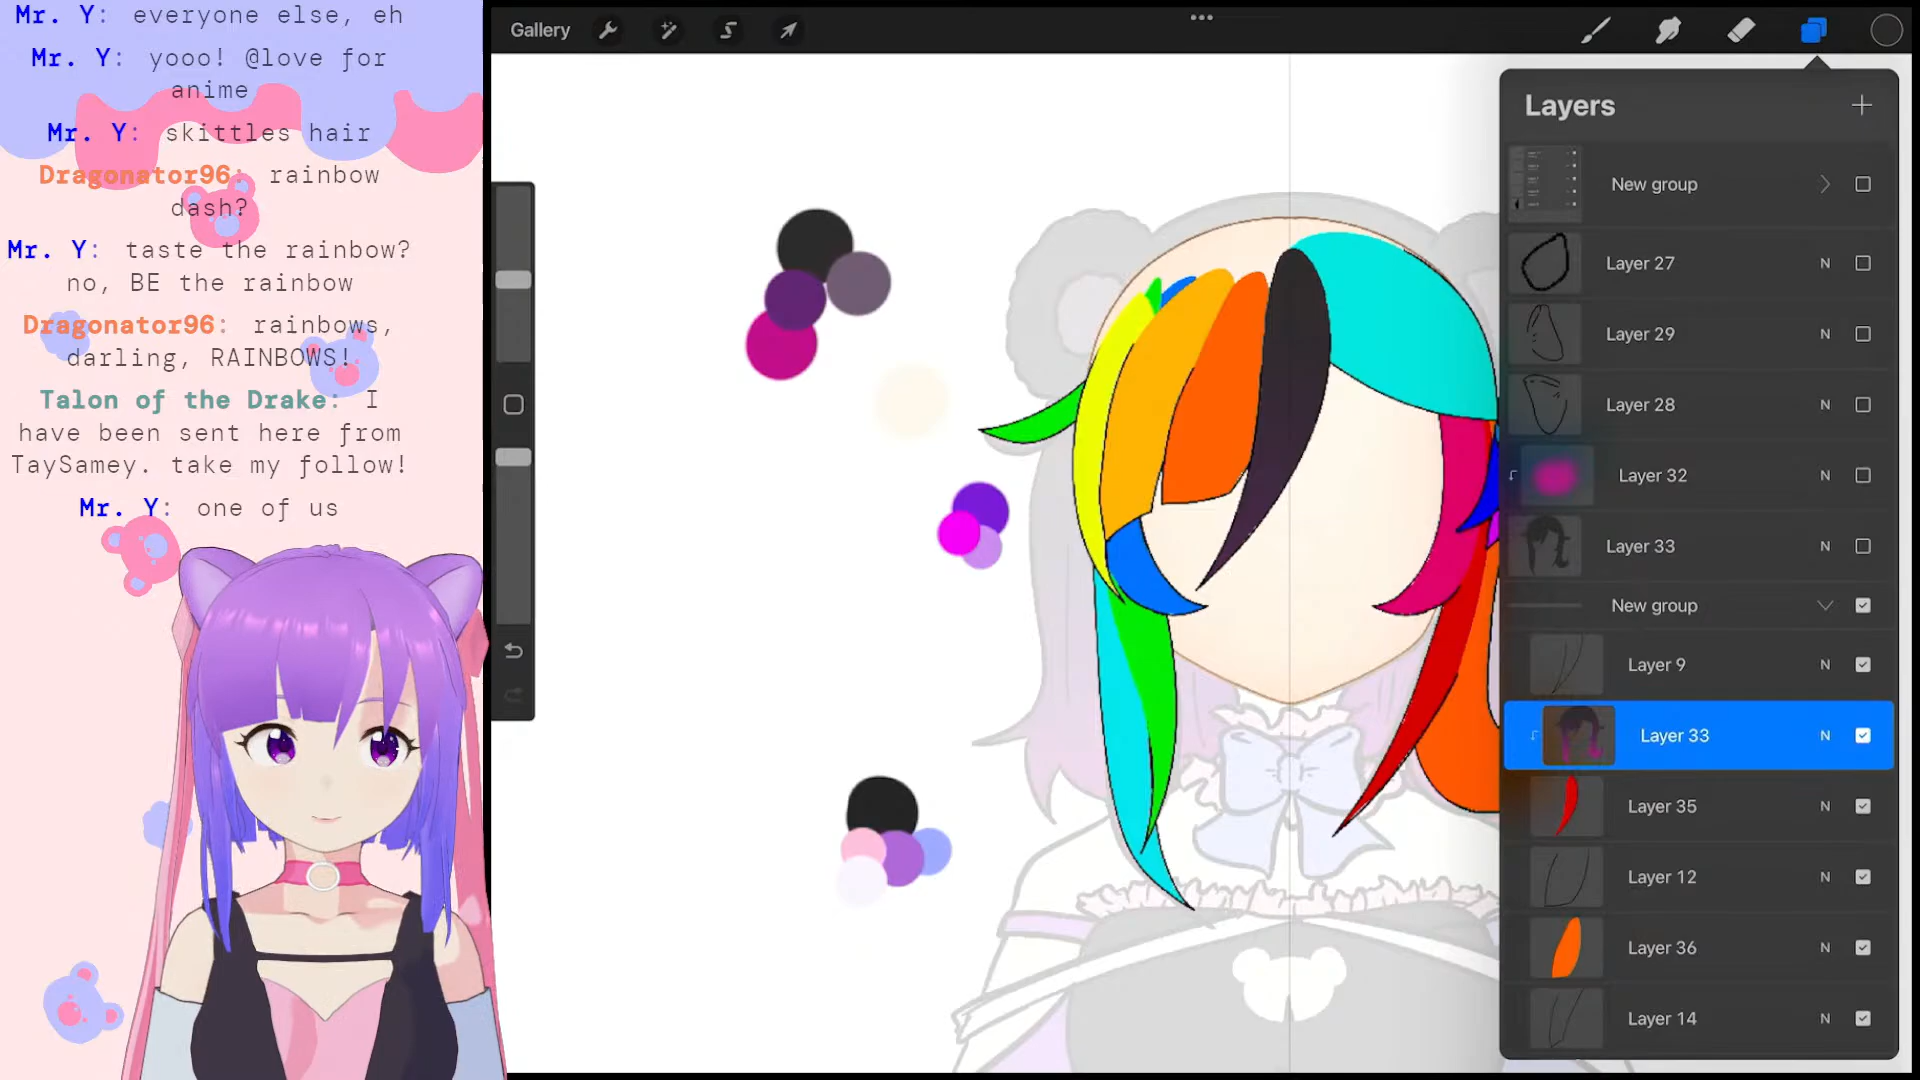 Mr. Y: everyone else, eh
Mr. Y: yooo! @love for
anime
Mr. Y: skittles hair
Dragonator96: rainbow
dash?
Mr. Y: taste the rainbow?
no, BE the rainbow
Dragonator96: rainbows,
darling, RAINBOWS!
Talon of the Drake: I
have been sent here from
TaySamey. take my follow!
Mr. Y: one of us
Gallery
Layers
New group
Layer 27 N
Layer 29 N
Layer 28 N
Layer 32 N
Layer 33 N
New group
Layer 9 N
Layer 33 N
Layer 35 N
Layer 12 N
Layer 36 N
Layer 14 N